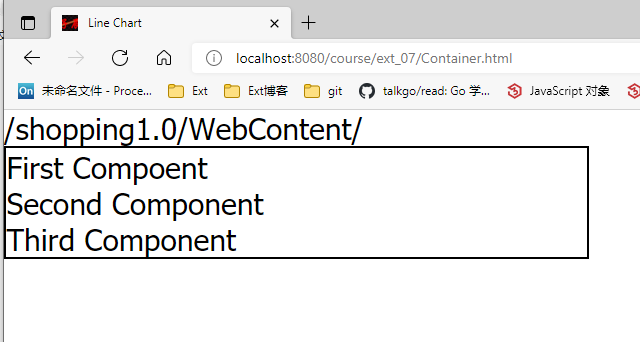 Line Chart
localhost:8080/course/ext_07/Container.html
未命名文件 - Proce... Ext Ext博客 git talkgo/read: Go 学... JavaScript 对象
/shopping1.0/WebContent/
First Compoent
Second Component
Third Component